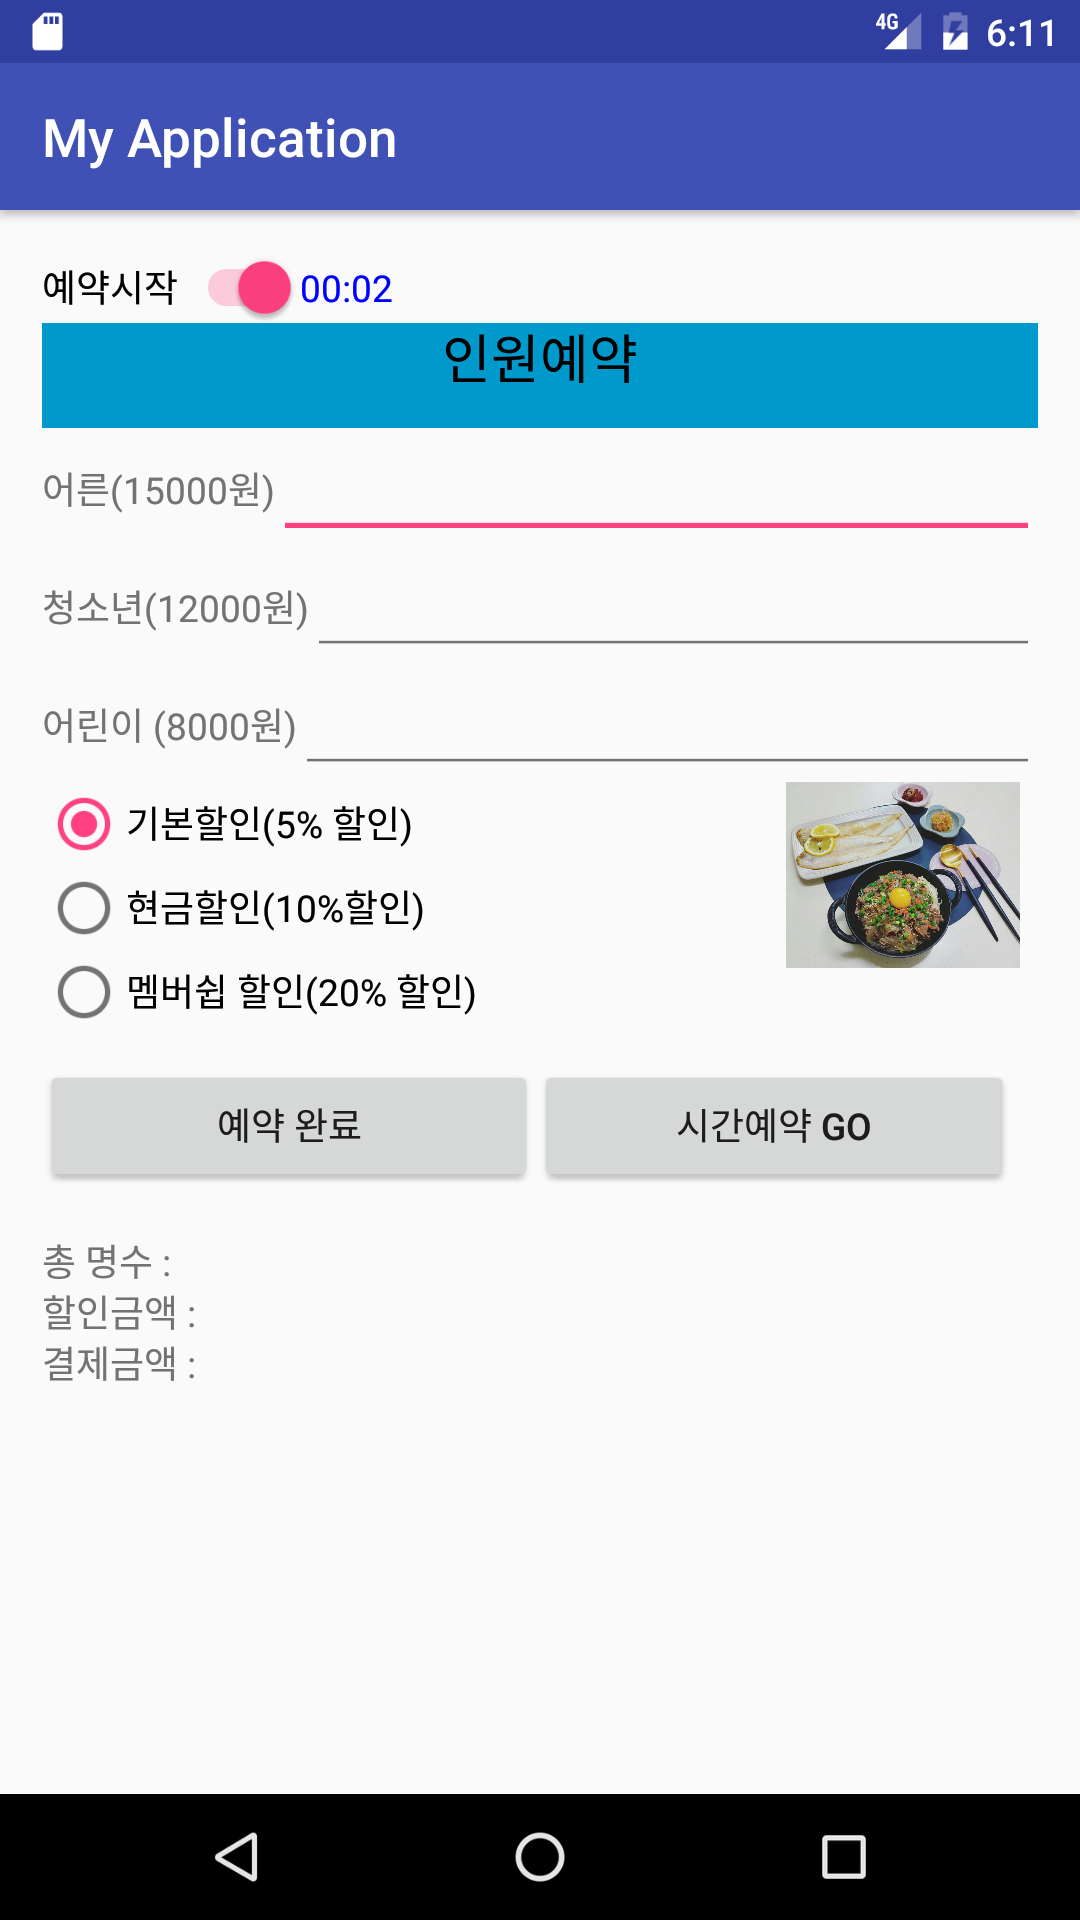 4G 6:11
My Application
예약시작 00:02
인원예약
어른(15000원)
청소년(12000원)
어린이 (8000원)
기본할인(5% 할인)
현금할인(10%할인)
멤버쉽 할인(20% 할인)
예약 완료 시간예약 GO
총 명수 :
할인금액 :
결제금액 :